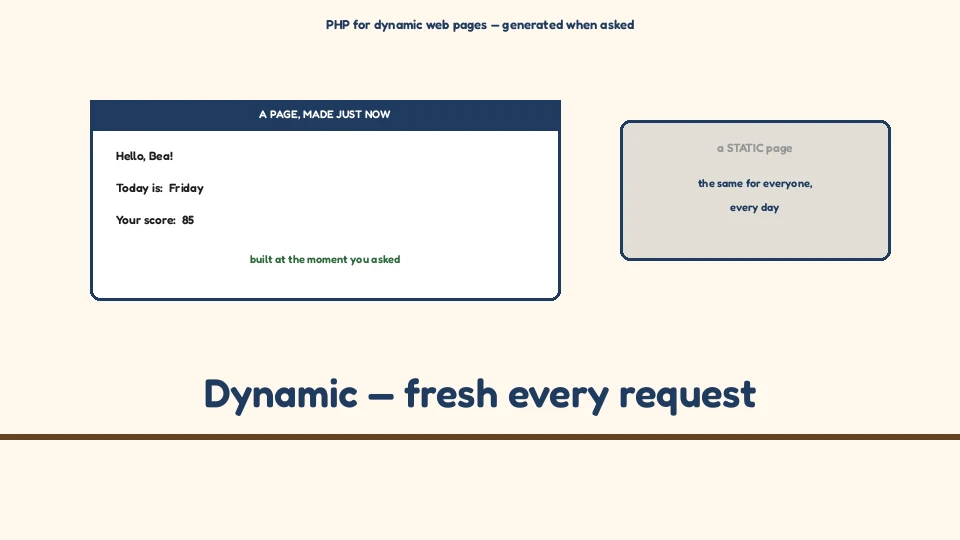 PHP for dynamic web pages — generated when asked
A PAGE, MADE JUST NOW
Hello, Bea!
Today is: Friday
Your score: 85
built at the moment you asked
a STATIC page
the same for everyone,
every day
Dynamic — fresh every request